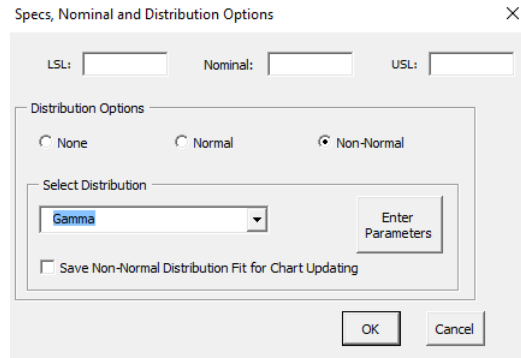 Specs, Nominal and Distribution Options
LSL: Nominal: USL:
Distribution Options
None Normal Non-Normal
Select Distribution
Gamma
Enter
Parameters
Save Non-Normal Distribution Fit for Chart Updating
OK Cancel